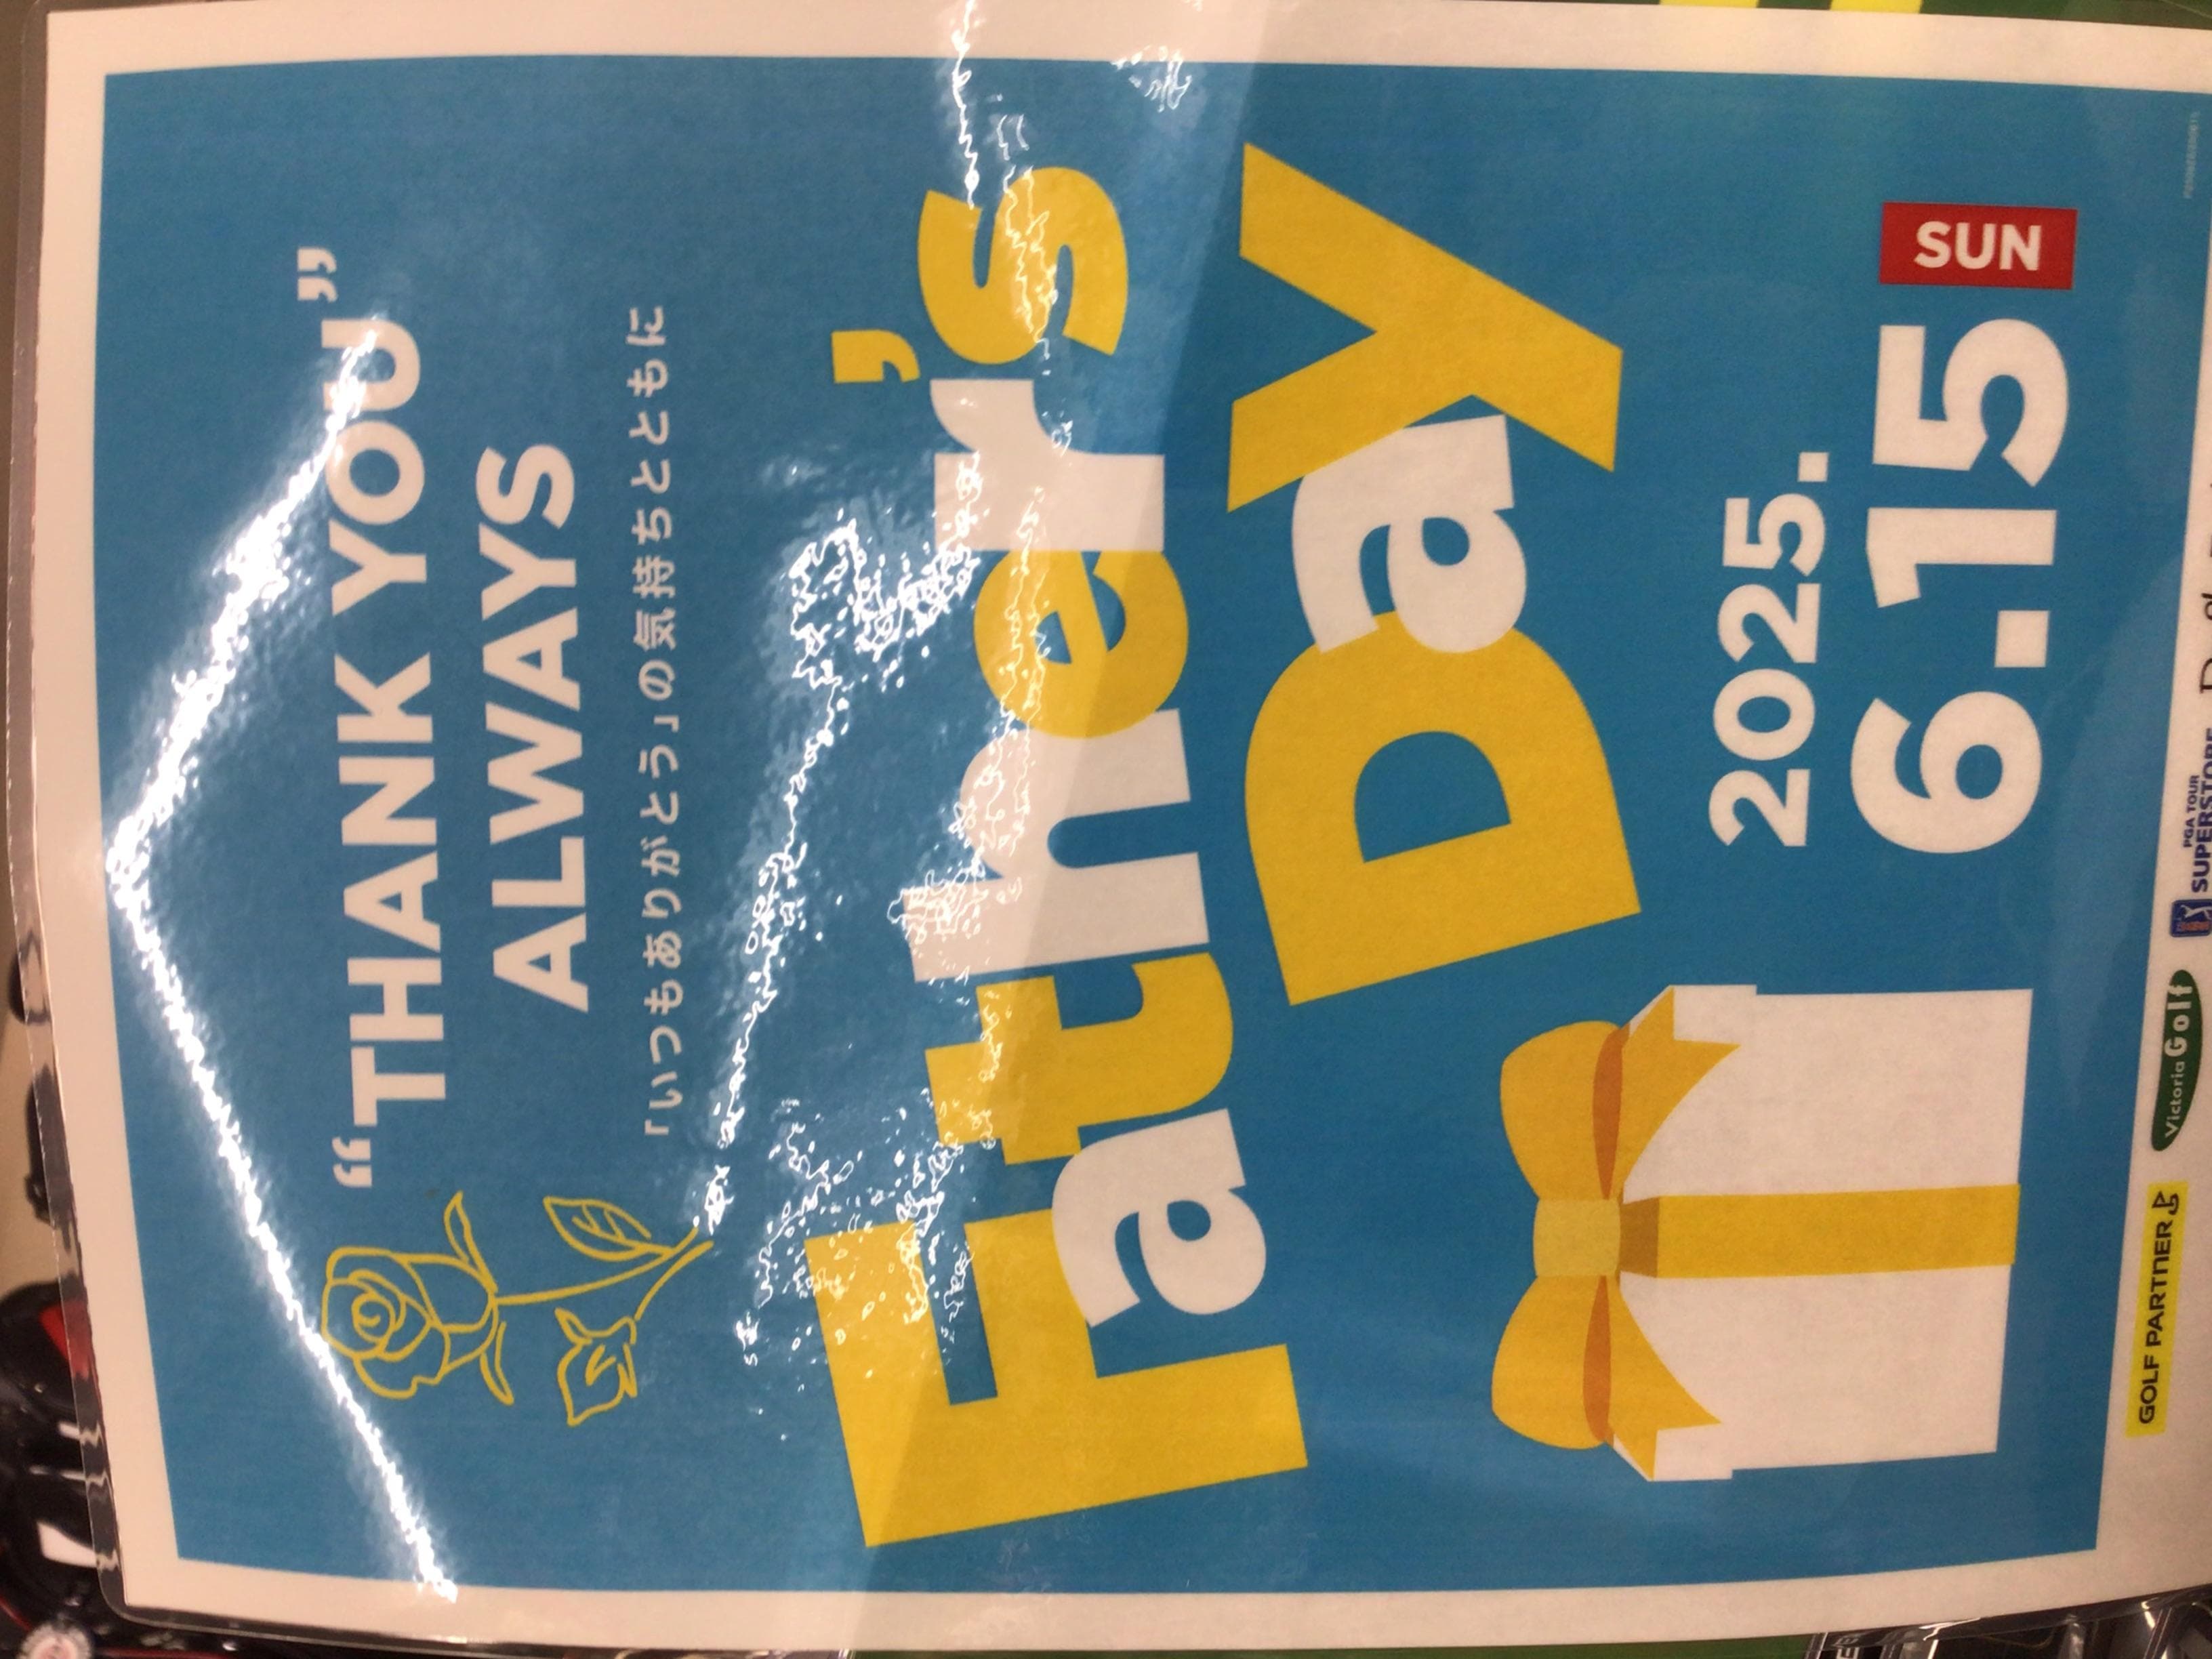 “THANK YOU”
ALWAYS
「いつもありがとう」の気持ちとともに
Father's
Day
2025.
6.15 SUN
GOLF PARTNER
Victoria Golf
PGA TOUR
SUPERSTORE